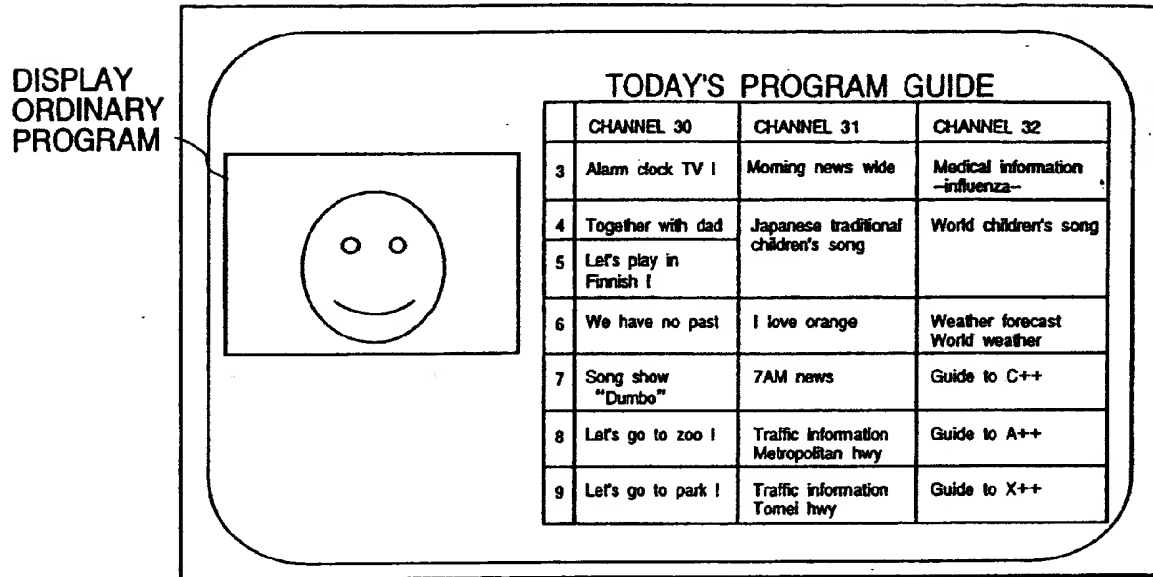 DISPLAY
ORDINARY
PROGRAM
TODAY'S PROGRAM GUIDE
CHANNEL 30 CHANNEL 31 CHANNEL 32
3 Alarm clock TV ! Morning news wide Medical information
–influenza–
4 Together with dad Japanese traditional World children's song
children's song
5 Let's play in
Finnish !
6 We have no past I love orange Weather forecast
World weather
7 Song show 7AM news Guide to C++
"Dumbo"
8 Let's go to zoo ! Traffic information Guide to A++
Metropolitan hwy
9 Let's go to park ! Traffic information Guide to X++
Tomei hwy